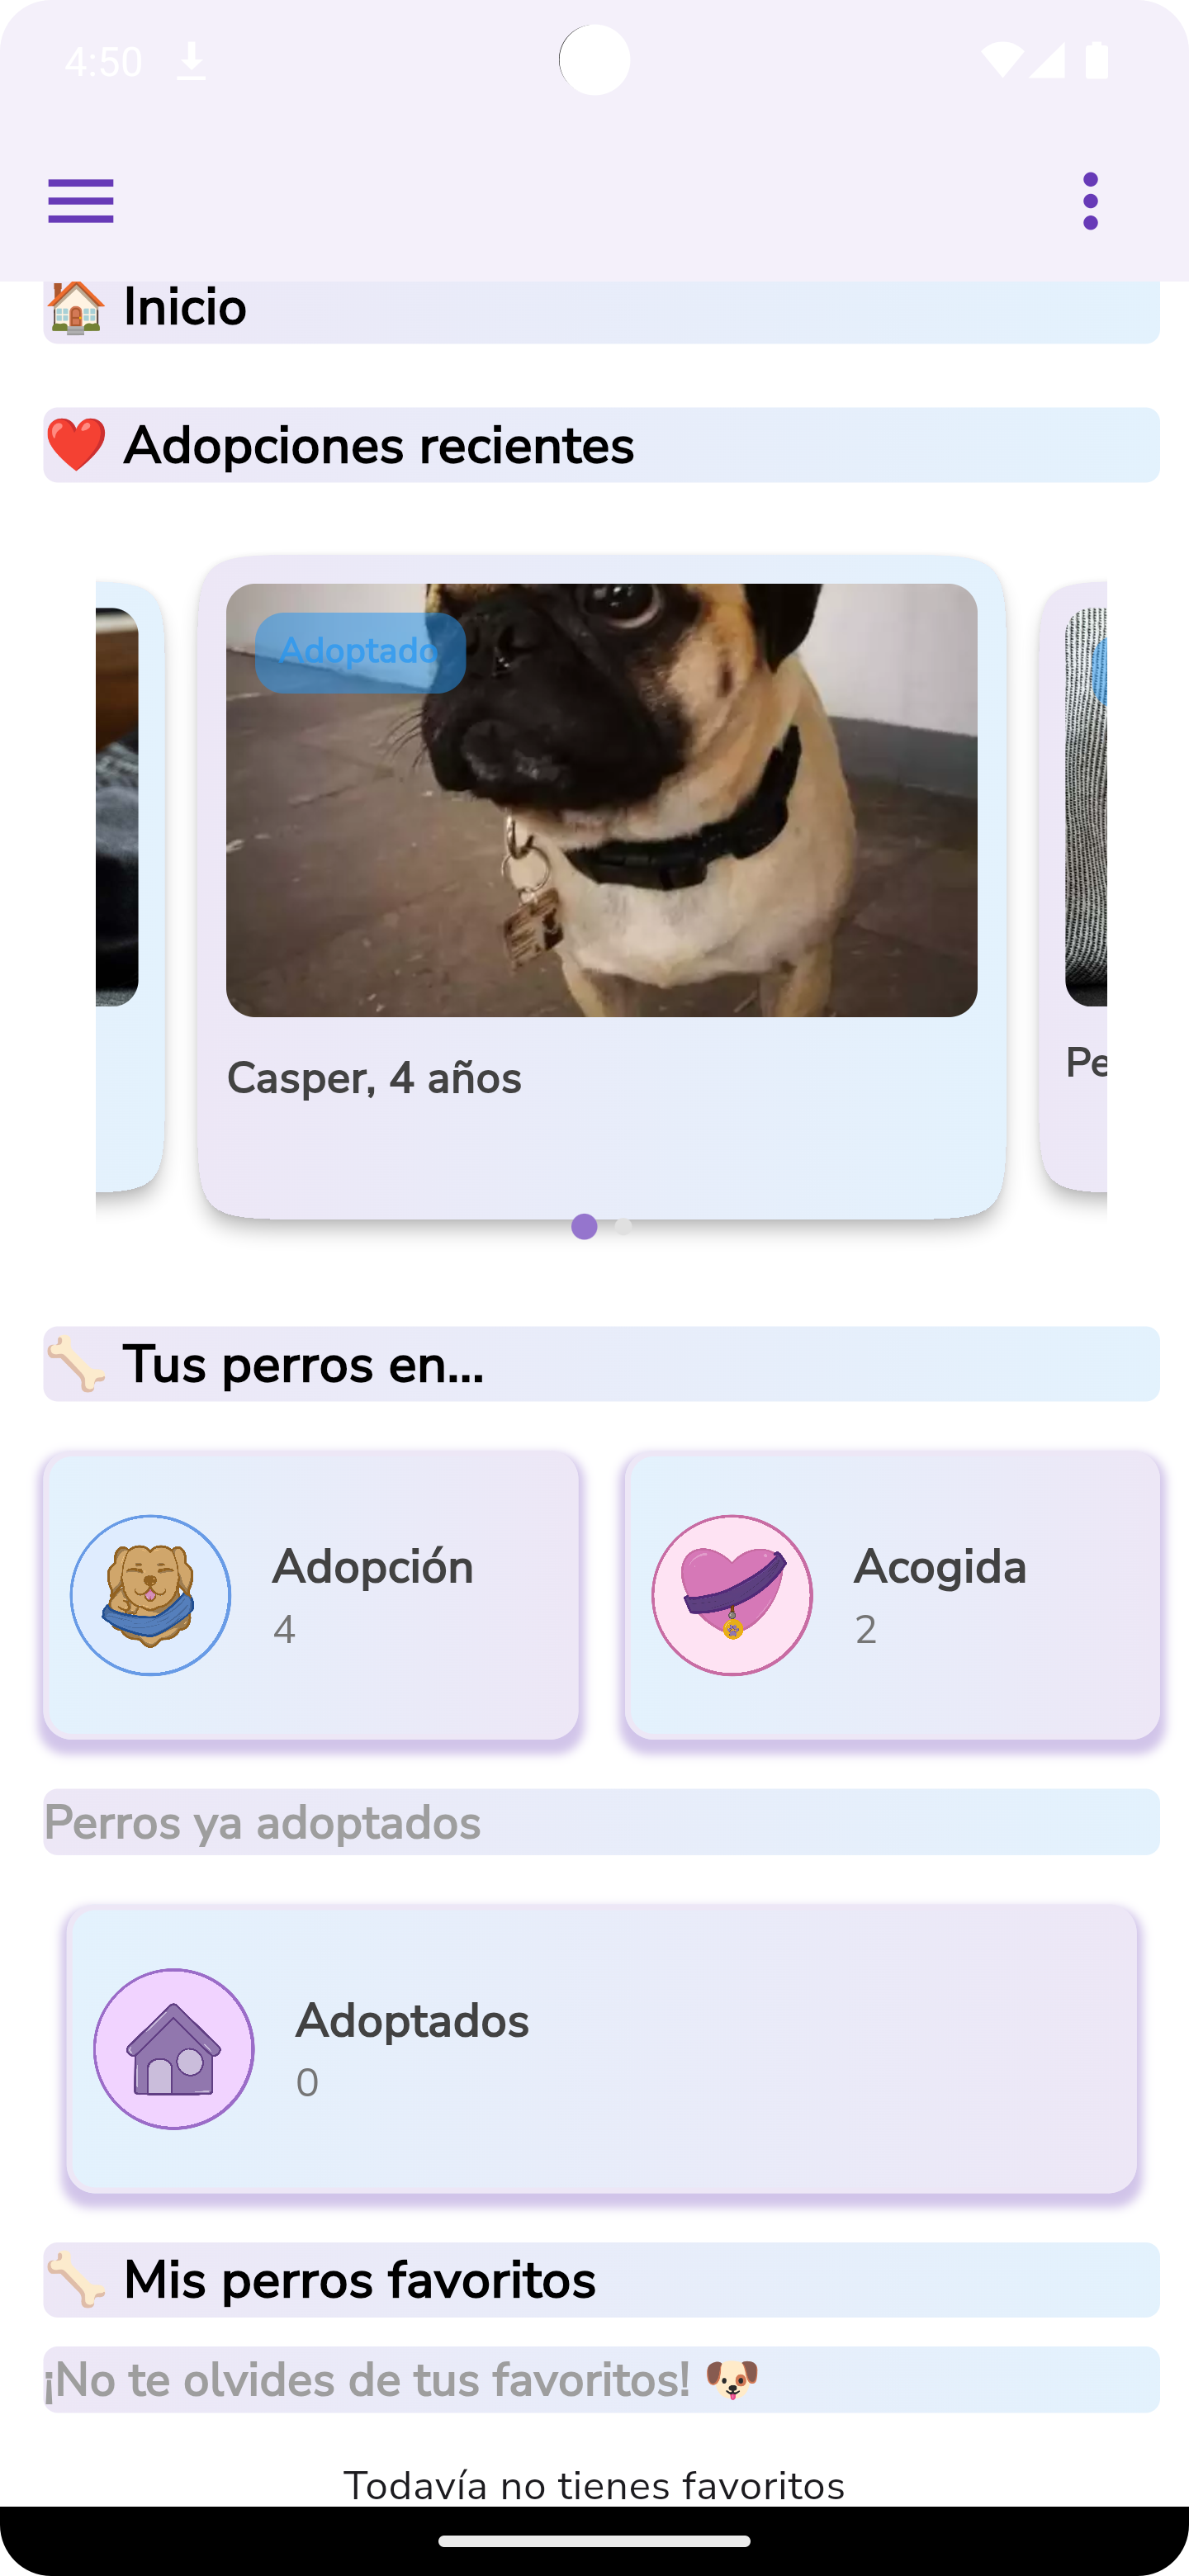 4:50
🏠 Inicio
❤️ Adopciones recientes
Adoptado
Casper, 4 años
Pe
🦴 Tus perros en...
Adopción
4
Acogida
2
Perros ya adoptados
Adoptados
0
🦴 Mis perros favoritos
¡No te olvides de tus favoritos! 🐶
Todavía no tienes favoritos